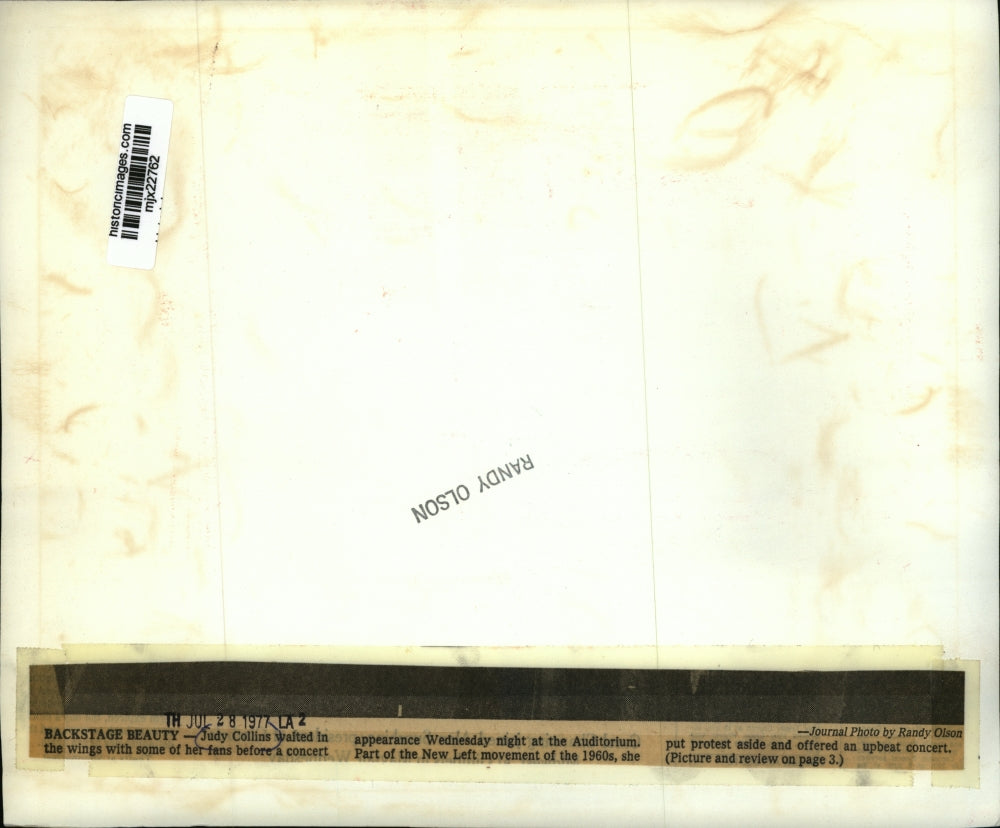 historicimages.com
mjx22762
RANDY OLSON
TH JUL 28 1977 LA 2
BACKSTAGE BEAUTY — Judy Collins waited in
the wings with some of her fans before a concert
appearance Wednesday night at the Auditorium.
Part of the New Left movement of the 1960s, she
—Journal Photo by Randy Olson
put protest aside and offered an upbeat concert.
(Picture and review on page 3.)